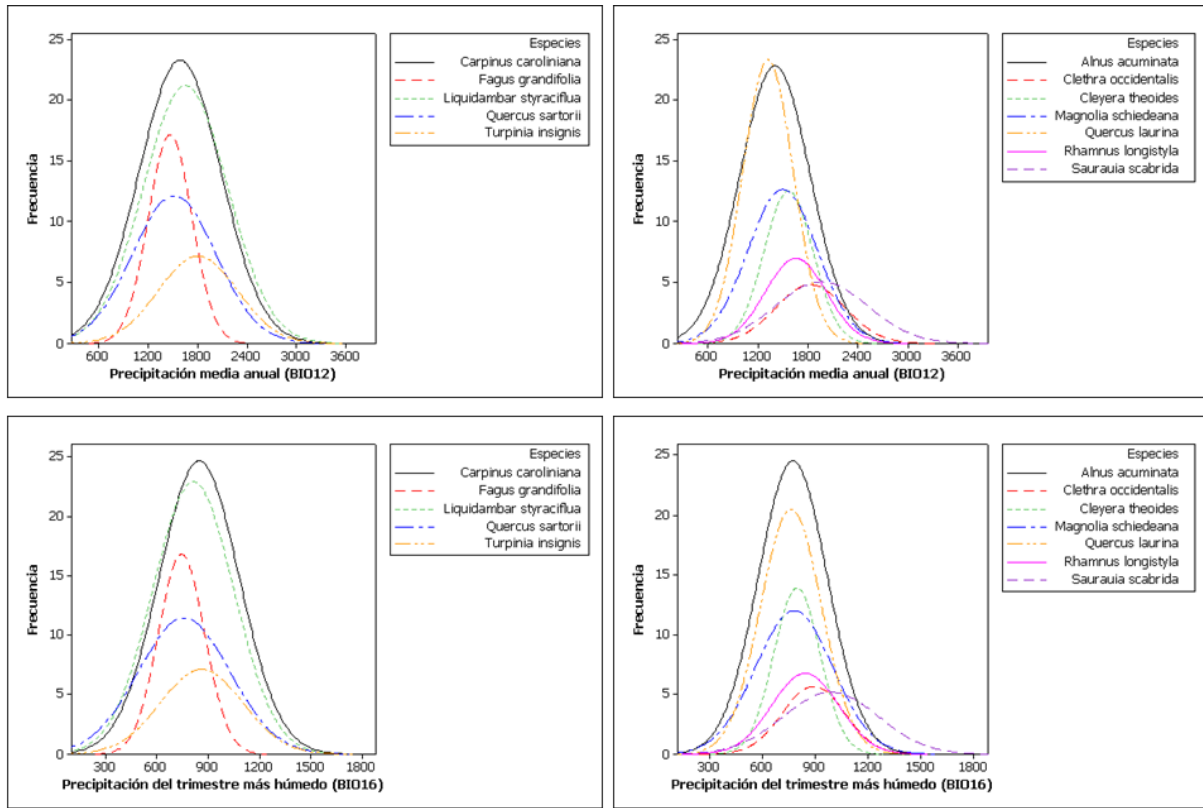 Especies
Carpinus caroliniana
Fagus grandifolia
Liquidambar styraciflua
Quercus sartorii
Turpinia insignis
Frecuencia
25
20
15
10
5
0
600 1200 1800 2400 3000 3600
Precipitación media anual (BIO12)
Especies
Alnus acuminata
Clethra occidentalis
Cleyera theoides
Magnolia schiedeana
Quercus laurina
Rhamnus longistyla
Saurauia scabrida
Frecuencia
25
20
15
10
5
0
600 1200 1800 2400 3000 3600
Precipitación media anual (BIO12)
Especies
Carpinus caroliniana
Fagus grandifolia
Liquidambar styraciflua
Quercus sartorii
Turpinia insignis
Frecuencia
25
20
15
10
5
0
300 600 900 1200 1500 1800
Precipitación del trimestre más húmedo (BIO16)
Especies
Alnus acuminata
Clethra occidentalis
Cleyera theoides
Magnolia schiedeana
Quercus laurina
Rhamnus longistyla
Saurauia scabrida
Frecuencia
25
20
15
10
5
0
300 600 900 1200 1500 1800
Precipitación del trimestre más húmedo (BIO16)